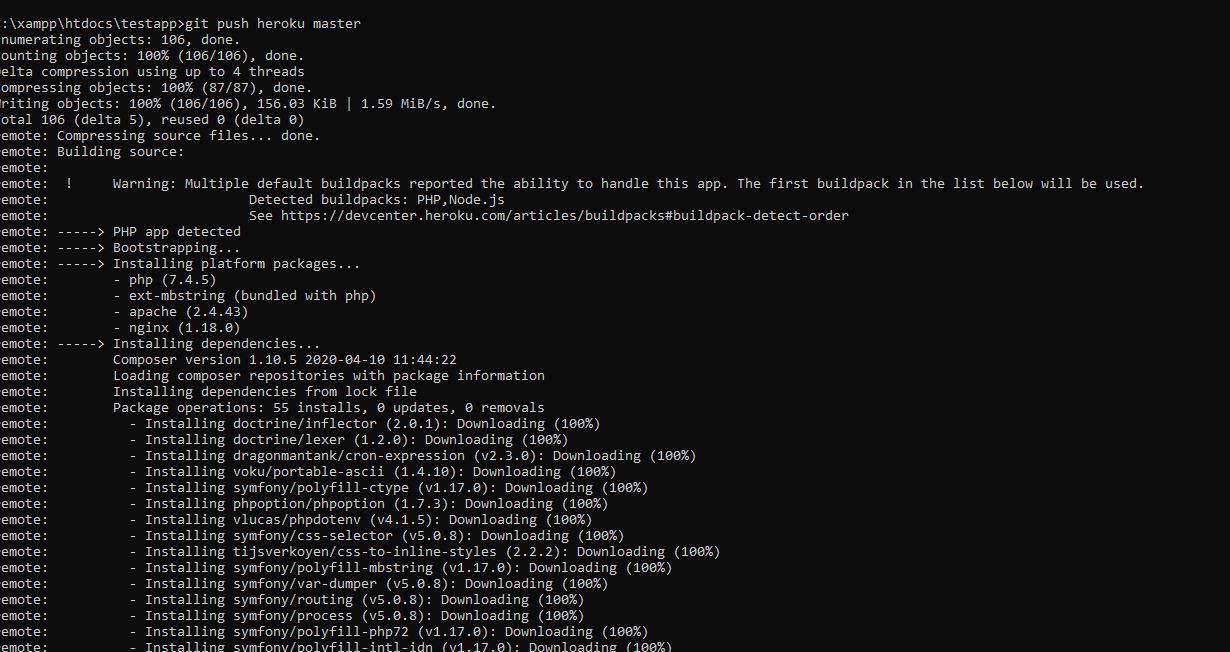 :\xampp\htdocs\testapp>git push heroku master
numerating objects: 106, done.
ounting objects: 100% (106/106), done.
elta compression using up to 4 threads
ompressing objects: 100% (87/87), done.
riting objects: 100% (106/106), 156.03 KiB | 1.59 MiB/s, done.
otal 106 (delta 5), reused 0 (delta 0)
emote: Compressing source files... done.
emote: Building source:
emote:
emote:  !     Warning: Multiple default buildpacks reported the ability to handle this app. The first buildpack in the list below will be used.
emote:                         Detected buildpacks: PHP,Node.js
emote:                         See https://devcenter.heroku.com/articles/buildpacks#buildpack-detect-order
emote: -----> PHP app detected
emote: -----> Bootstrapping...
emote: -----> Installing platform packages...
emote:        - php (7.4.5)
emote:        - ext-mbstring (bundled with php)
emote:        - apache (2.4.43)
emote:        - nginx (1.18.0)
emote: -----> Installing dependencies...
emote:        Composer version 1.10.5 2020-04-10 11:44:22
emote:        Loading composer repositories with package information
emote:        Installing dependencies from lock file
emote:        Package operations: 55 installs, 0 updates, 0 removals
emote:          - Installing doctrine/inflector (2.0.1): Downloading (100%)
emote:          - Installing doctrine/lexer (1.2.0): Downloading (100%)
emote:          - Installing dragonmantank/cron-expression (v2.3.0): Downloading (100%)
emote:          - Installing voku/portable-ascii (1.4.10): Downloading (100%)
emote:          - Installing symfony/polyfill-ctype (v1.17.0): Downloading (100%)
emote:          - Installing phpoption/phpoption (1.7.3): Downloading (100%)
emote:          - Installing vlucas/phpdotenv (v4.1.5): Downloading (100%)
emote:          - Installing symfony/css-selector (v5.0.8): Downloading (100%)
emote:          - Installing tijsverkoyen/css-to-inline-styles (2.2.2): Downloading (100%)
emote:          - Installing symfony/polyfill-mbstring (v1.17.0): Downloading (100%)
emote:          - Installing symfony/var-dumper (v5.0.8): Downloading (100%)
emote:          - Installing symfony/routing (v5.0.8): Downloading (100%)
emote:          - Installing symfony/process (v5.0.8): Downloading (100%)
emote:          - Installing symfony/polyfill-php72 (v1.17.0): Downloading (100%)
emote:          - Installing symfony/polyfill-intl-idn (v1.17.0): Downloading (100%)